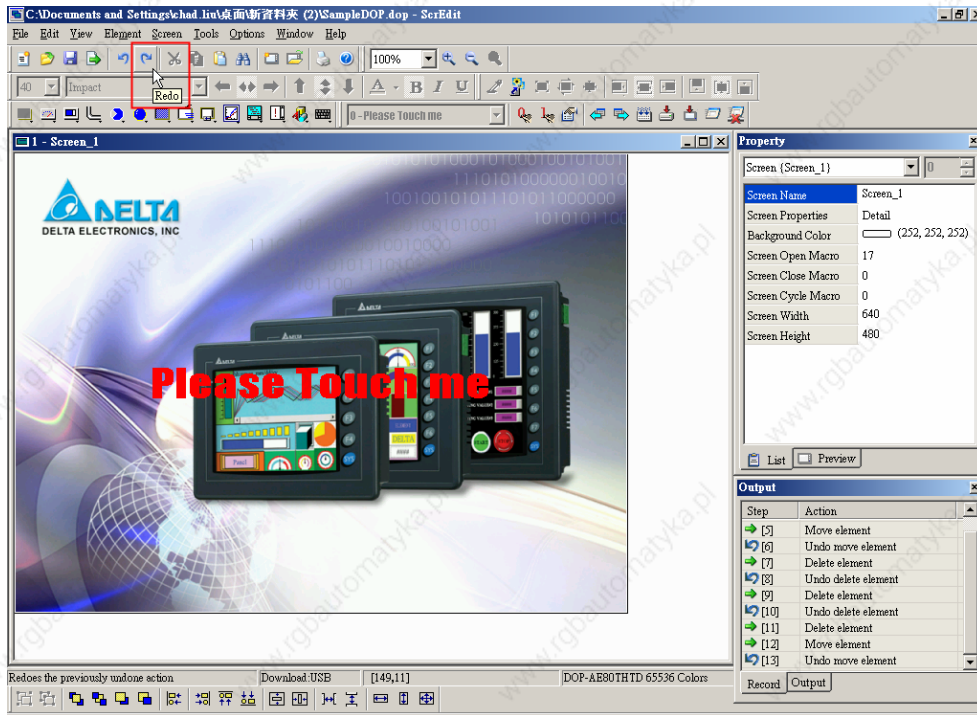 C:\Documents and Settings\chad.liu\桌面\新資料夾 (2)\SampleDOP.dop - ScrEdit
File Edit View Element Screen Tools Options Window Help
100%
40 Impact
A - B I U
Redo
0 - Please Touch me
1 - Screen_1
DELTA
DELTA ELECTRONICS, INC
Please Touch me
Property
Screen {Screen_1} 0
Screen Name Screen_1
Screen Properties Detail
Background Color (252, 252, 252)
Screen Open Macro 17
Screen Close Macro 0
Screen Cycle Macro 0
Screen Width 640
Screen Height 480
List Preview
Output
Step Action
[5] Move element
[6] Undo move element
[7] Delete element
[8] Undo delete element
[9] Delete element
[10] Undo delete element
[11] Delete element
[12] Move element
[13] Undo move element
Record Output
Redoes the previously undone action Download:USB [149,11] DOP-AE80THTD 65536 Colors
www.rgbautomatyka.pl